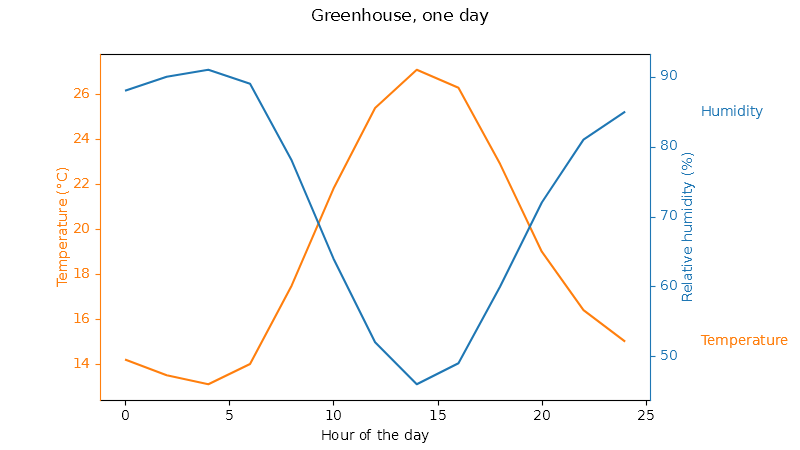 Greenhouse, one day
26
24
22
20
18
16
14
Temperature (°C)
90
80
70
60
50
Relative humidity (%)
Humidity
Temperature
0 5 10 15 20 25
Hour of the day